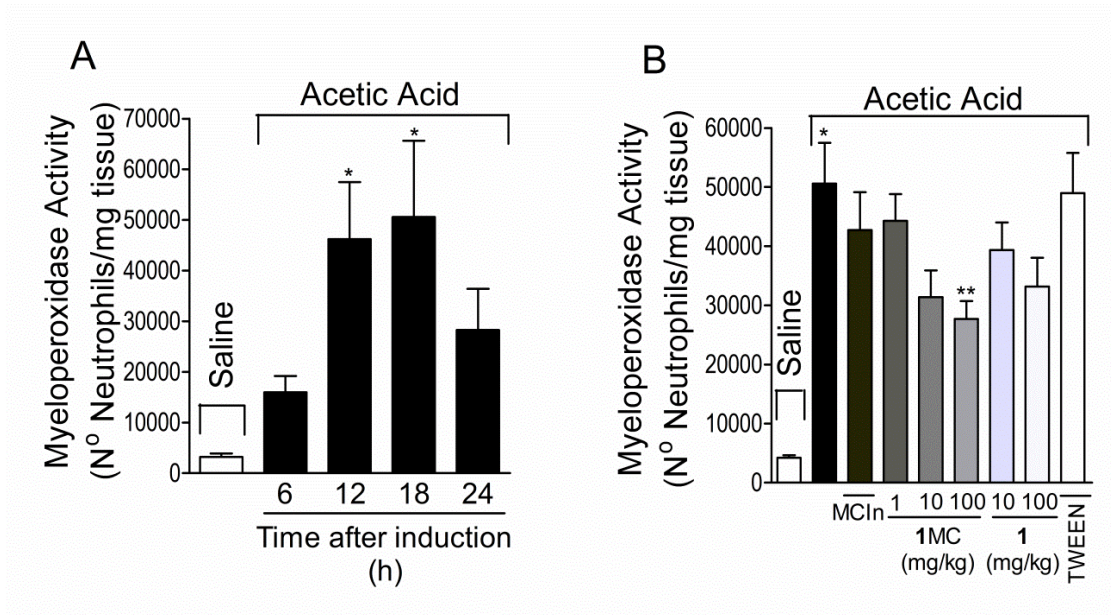 A
Acetic Acid
Myeloperoxidase Activity
(Nº Neutrophils/mg tissue)
70000
60000
50000
40000
30000
20000
10000
0
Saline
*
*
6 12 18 24
Time after induction
(h)
B
Acetic Acid
Myeloperoxidase Activity
(Nº Neutrophils/mg tissue)
60000
50000
40000
30000
20000
10000
0
Saline
*
**
MCIn
1 10 100
10 100
1MC
(mg/kg)
1
(mg/kg)
TWEEN